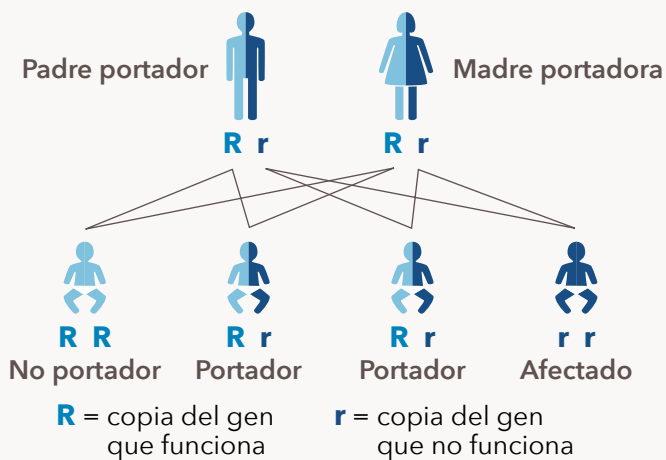 Padre portador
Madre portadora
R r
R r
R R
R r
R r
r r
No portador
Portador
Portador
Afectado
R = copia del gen
que funciona
r = copia del gen
que no funciona